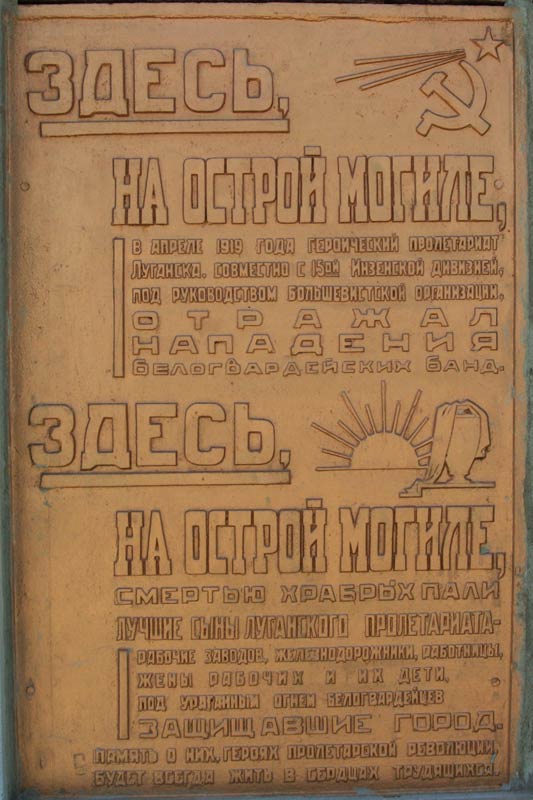 ЗДЕСЬ,
НА ОСТРОЙ МОГИЛЕ,
В АПРЕЛЕ 1919 ГОДА ГЕРОИЧЕСКИЙ ПРОЛЕТАРИАТ
ЛУГАНСКА, СОВМЕСТНО С 15ОЙ ИНЗЕНСКОЙ ДИВИЗИЕЙ,
ПОД РУКОВОДСТВОМ БОЛЬШЕВИСТСКОЙ ОРГАНИЗАЦИИ,
ОТРАЖАЛ
НАПАДЕНИЯ
БЕЛОГВАРДЕЙСКИХ БАНД.
ЗДЕСЬ,
НА ОСТРОЙ МОГИЛЕ,
СМЕРТЬЮ ХРАБРЫХ ПАЛИ
ЛУЧШИЕ СЫНЫ ЛУГАНСКОГО ПРОЛЕТАРИАТА-
РАБОЧИЕ ЗАВОДОВ, ЖЕЛЕЗНОДОРОЖНИКИ, РАБОТНИЦЫ,
ЖЕНЫ РАБОЧИХ И ИХ ДЕТИ,
ПОД УРАГАННЫМ ОГНЕМ БЕЛОГВАРДЕЙЦЕВ
ЗАЩИЩАВШИЕ ГОРОД.
ПАМЯТЬ О НИХ, ГЕРОЯХ ПРОЛЕТАРСКОЙ РЕВОЛЮЦИИ,
БУДЕТ ВСЕГДА ЖИТЬ В СЕРДЦАХ ТРУДЯЩИХСЯ.